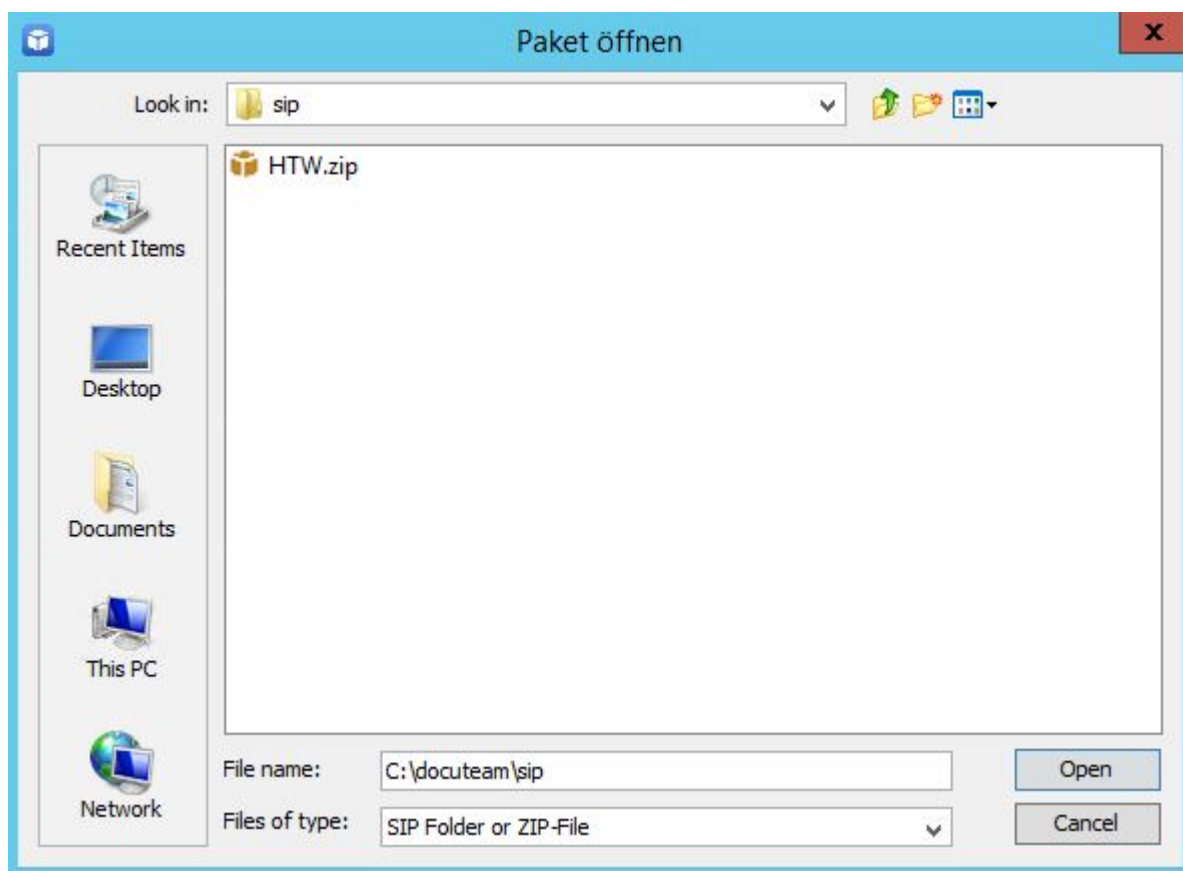 Paket öffnen
x
Look in: sip
HTW.zip
Recent Items
Desktop
Documents
This PC
Network
File name: C:\docuteam\sip Open
Files of type: SIP Folder or ZIP-File Cancel